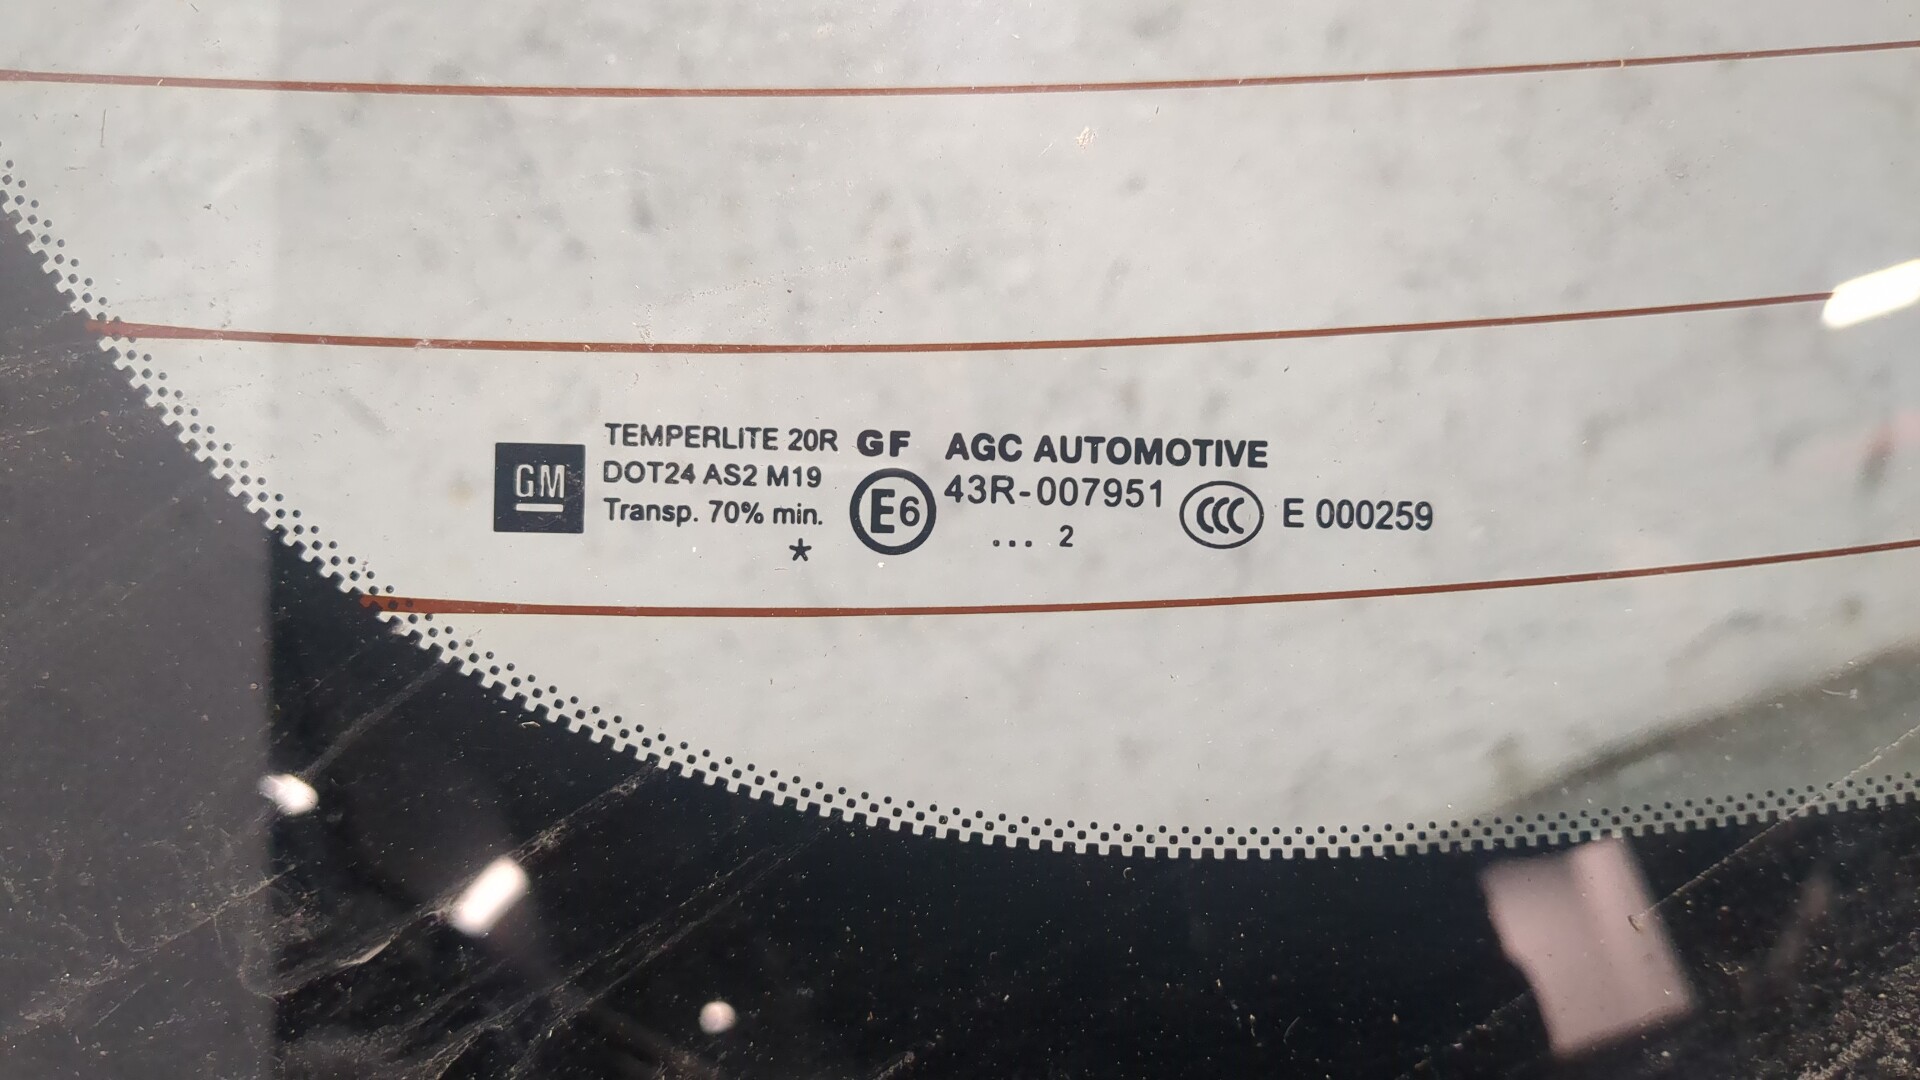 GM
TEMPERLITE 20R GF AGC AUTOMOTIVE
DOT24 AS2 M19
Transp. 70% min.
*
E6
43R-007951
... 2
CCC E 000259